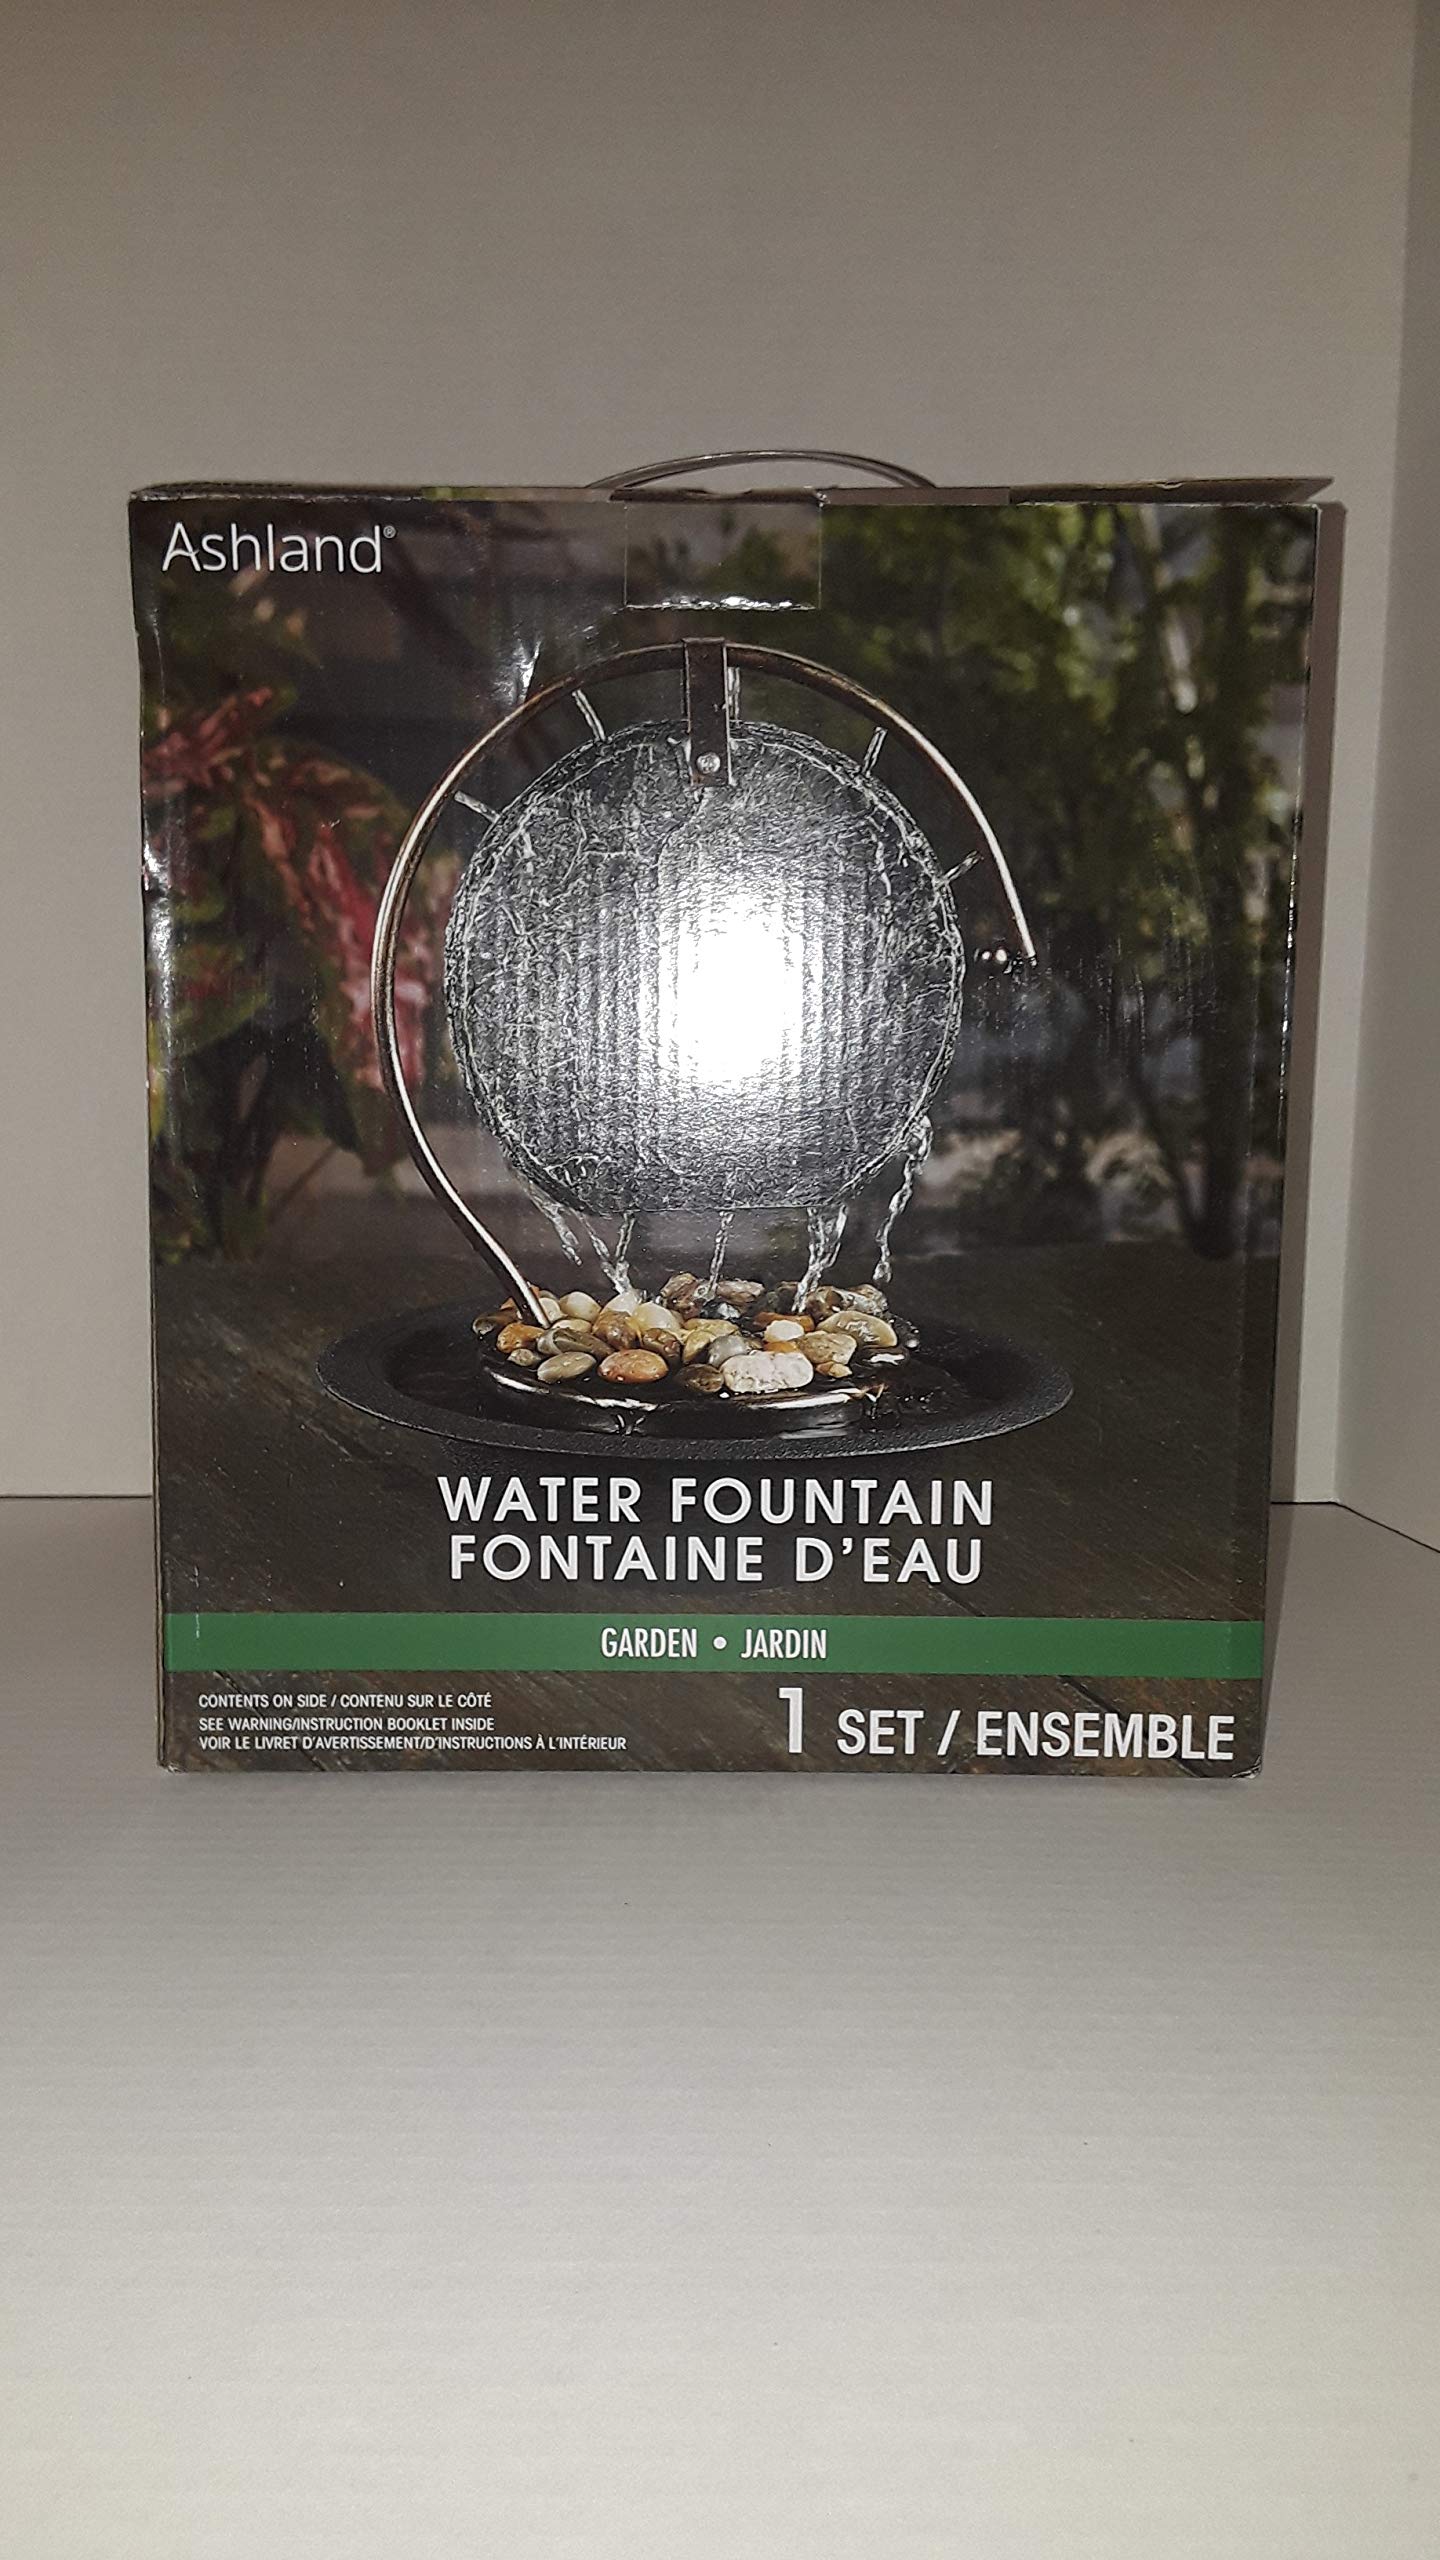 Ashland®
WATER FOUNTAIN
FONTAINE D'EAU
GARDEN • JARDIN
CONTENTS ON SIDE / CONTENU SUR LE CÔTÉ
SEE WARNING/INSTRUCTION BOOKLET INSIDE
VOIR LE LIVRET D'AVERTISSEMENT/D'INSTRUCTIONS À L'INTÉRIEUR
1 SET / ENSEMBLE